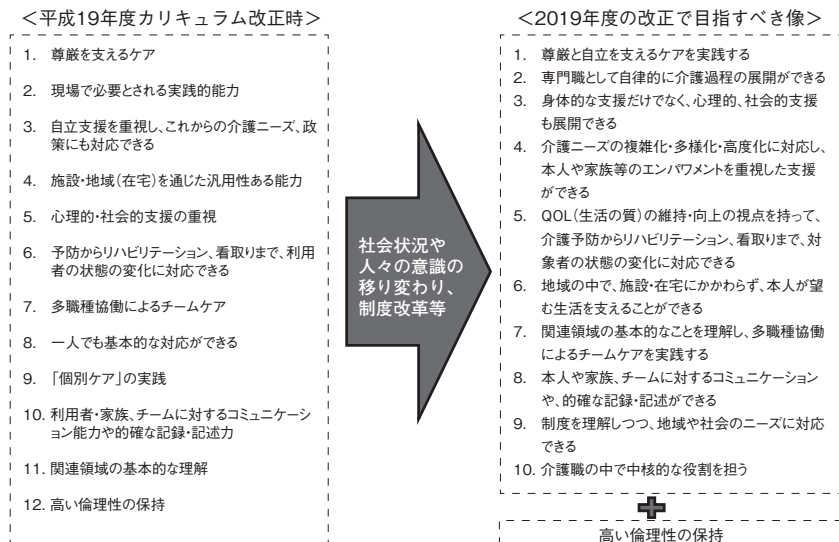 ＜平成19年度カリキュラム改正時＞
1. 尊厳を支えるケア
2. 現場で必要とされる実践的能力
3. 自立支援を重視し、これからの介護ニーズ、政
策にも対応できる
4. 施設・地域（在宅）を通じた汎用性ある能力
5. 心理的・社会的支援の重視
6. 予防からリハビリテーション、看取りまで、利用
者の状態の変化に対応できる
7. 多職種協働によるチームケア
8. 一人でも基本的な対応ができる
9. 「個別ケア」の実践
10. 利用者・家族、チームに対するコミュニケーシ
ョン能力や的確な記録・記述力
11. 関連領域の基本的な理解
12. 高い倫理性の保持
社会状況や
人々の意識の
移り変わり、
制度改革等
＜2019年度の改正で目指すべき像＞
1. 尊厳と自立を支えるケアを実践する
2. 専門職として自律的に介護過程の展開ができる
3. 身体的な支援だけでなく、心理的、社会的支援
も展開できる
4. 介護ニーズの複雑化・多様化・高度化に対応し、
本人や家族等のエンパワメントを重視した支援
ができる
5. QOL（生活の質）の維持・向上の視点を持って、
介護予防からリハビリテーション、看取りまで、対
象者の状態の変化に対応できる
6. 地域の中で、施設・在宅にかかわらず、本人が望
む生活を支えることができる
7. 関連領域の基本的なことを理解し、多職種協働
によるチームケアを実践する
8. 本人や家族、チームに対するコミュニケーション
や、的確な記録・記述ができる
9. 制度を理解しつつ、地域や社会のニーズに対応
できる
10. 介護職の中で中核的な役割を担う
高い倫理性の保持